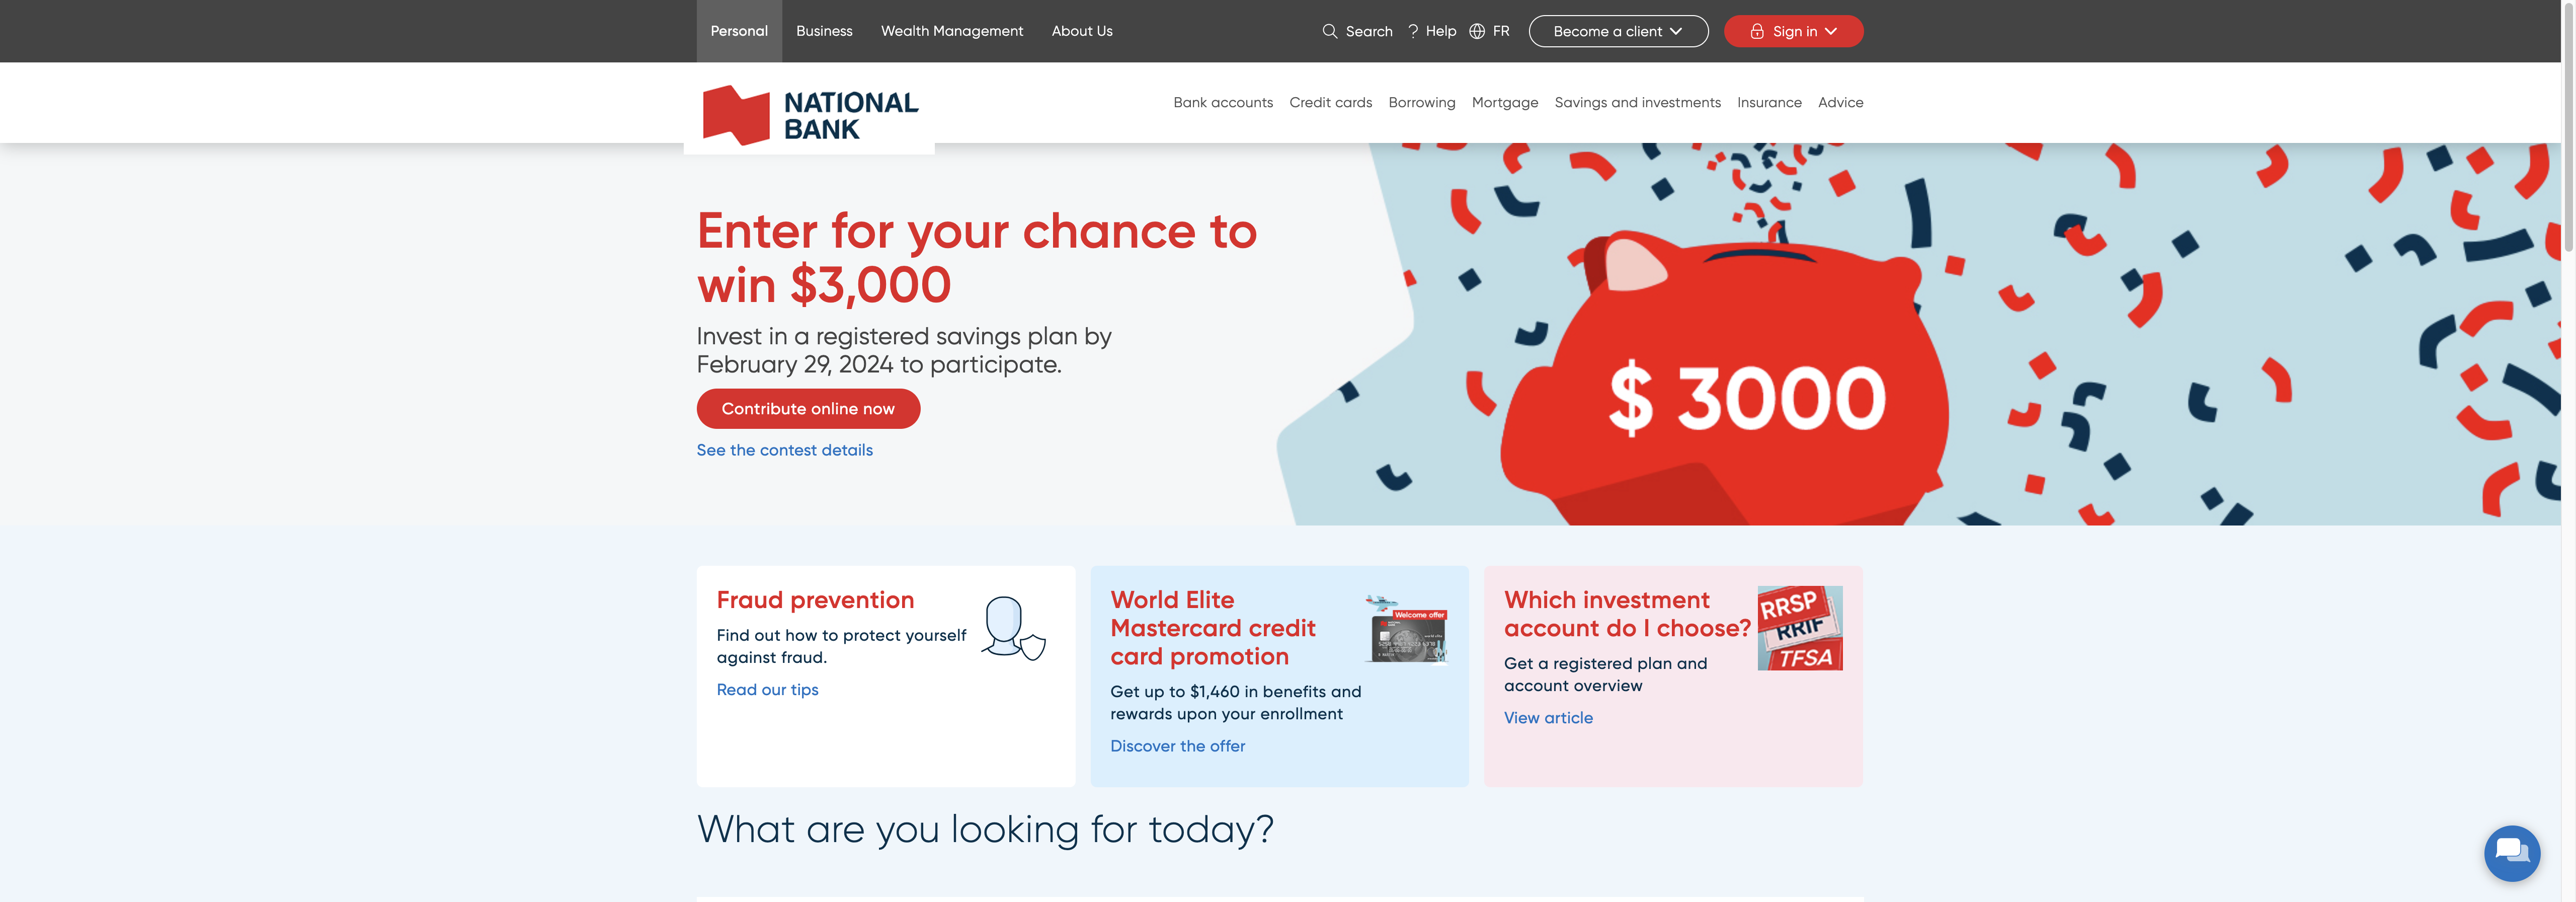 Personal
Business
Wealth Management
About Us
Search
? Help
FR
Become a client
Sign in
NATIONAL
BANK
Bank accounts
Credit cards
Borrowing
Mortgage
Savings and investments
Insurance
Advice
Enter for your chance to
win $3,000
Invest in a registered savings plan by
February 29, 2024 to participate.
Contribute online now
See the contest details
$ 3000
Fraud prevention
Find out how to protect yourself
against fraud.
Read our tips
World Elite
Mastercard credit
card promotion
Get up to $1,460 in benefits and
rewards upon your enrollment
Discover the offer
Welcome offer
Which investment
account do I choose?
Get a registered plan and
account overview
View article
RRSP
RRIF
TFSA
What are you looking for today?